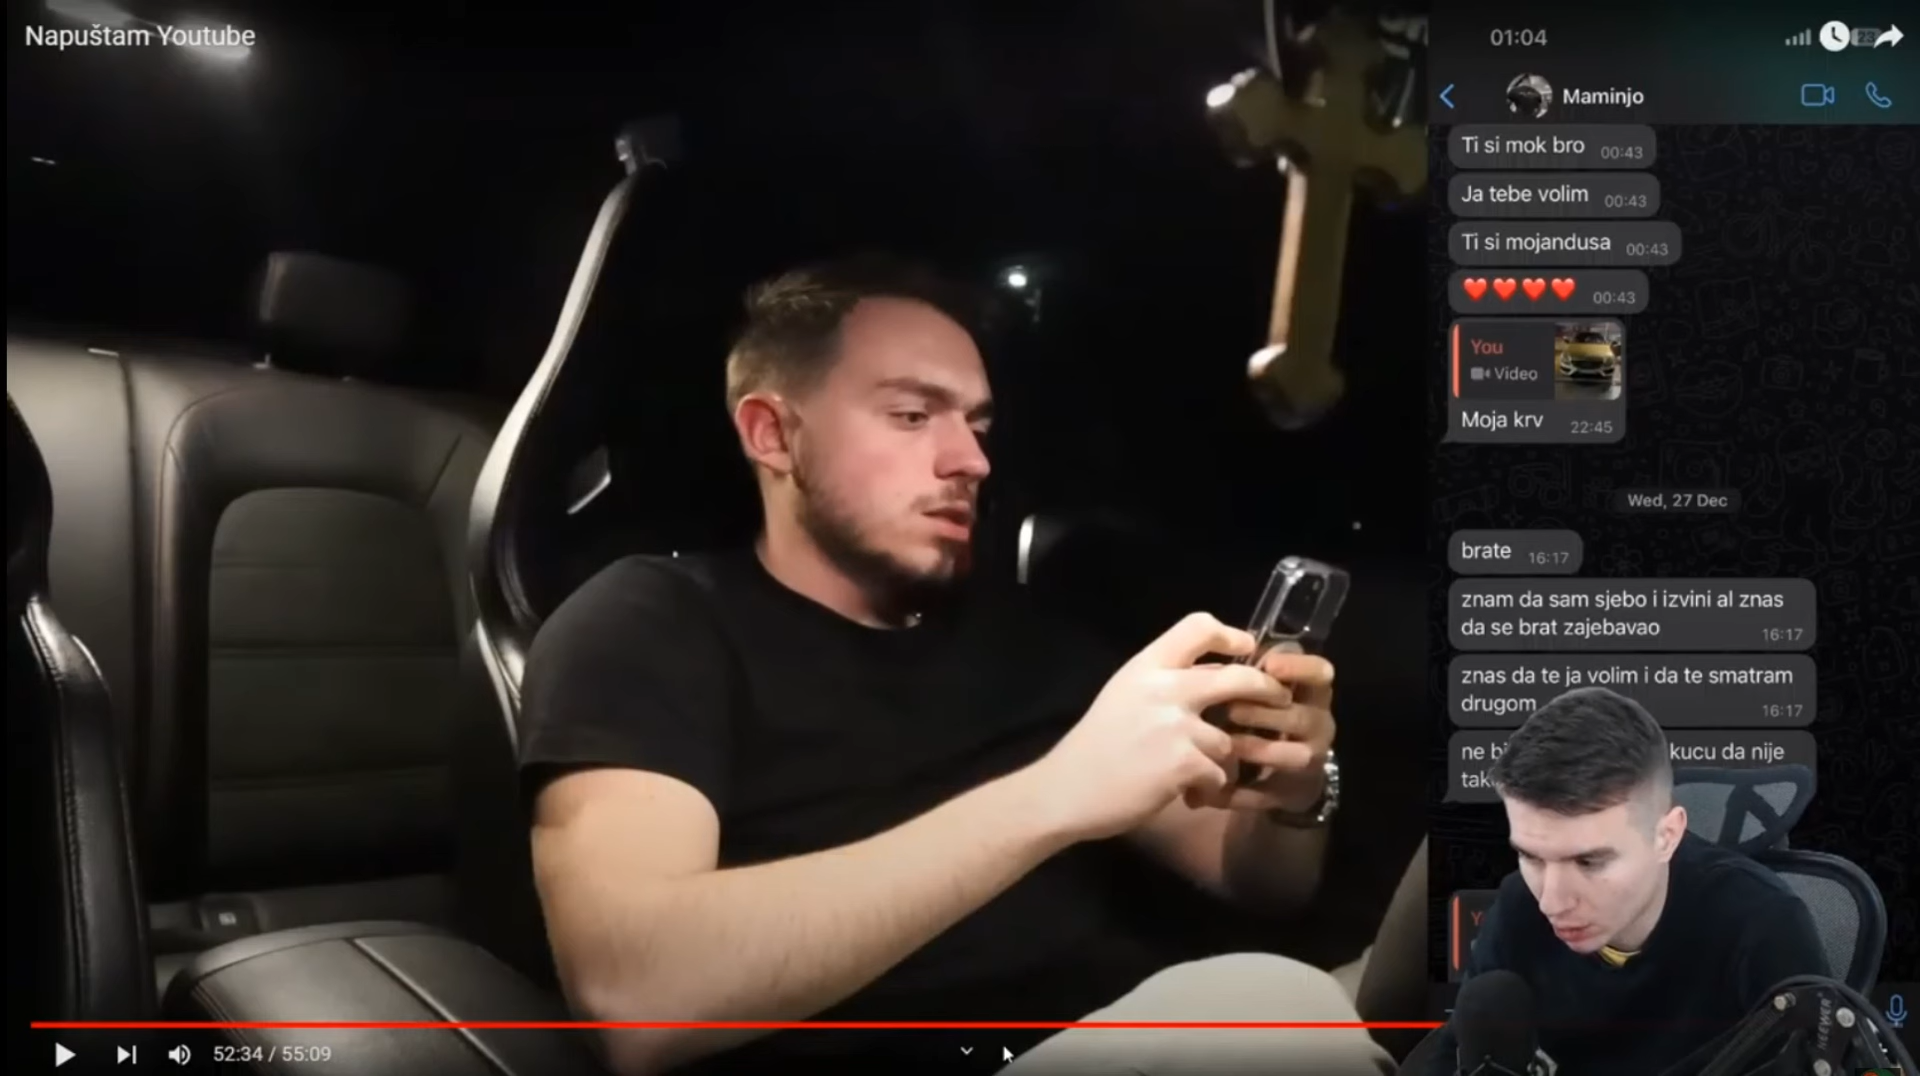 Napuštam Youtube
01:04
23
Maminjo
Ti si mok bro 00:43
Ja tebe volim 00:43
Ti si mojandusa 00:43
❤️❤️❤️❤️ 00:43
You
Video
Moja krv 22:45
Wed, 27 Dec
brate 16:17
znam da sam sjebo i izvini al znas
da se brat zajebavao 16:17
znas da te ja volim i da te smatram
drugom 16:17
kucu da nije
NEEWER
52:34 / 55:09